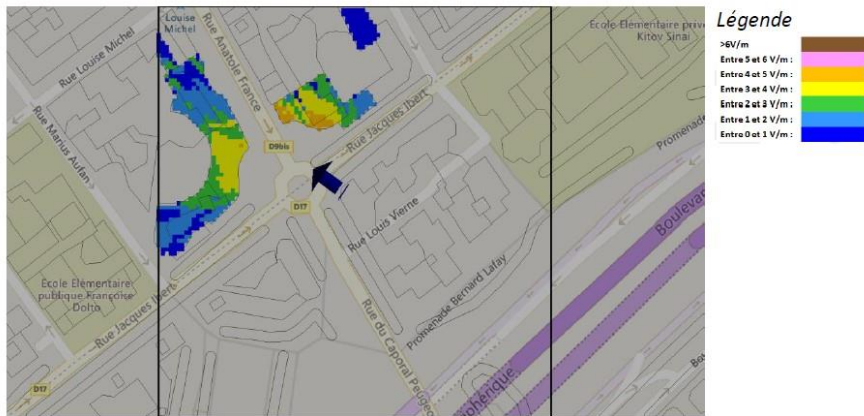 Louise
Michel
Rue Louise Michel
Rue Anatole France
Ecole Elémentaire privé
Kitov Sinai
Rue Marius Aufan
Rue Jacques Ibert
D9bis
Promenade
D17
Boulevard
Rue Louis Vierne
Ecole Elémentaire
publique Françoise
Dolto
Promenade Bernard Lafay
Rue Jacques Ibert
Rue du Caporal Peugeot
D17
Légende
>6V/m
Entre 5 et 6 V/m :
Entre 4 et 5 V/m :
Entre 3 et 4 V/m :
Entre 2 et 3 V/m :
Entre 1 et 2 V/m :
Entre 0 et 1 V/m :